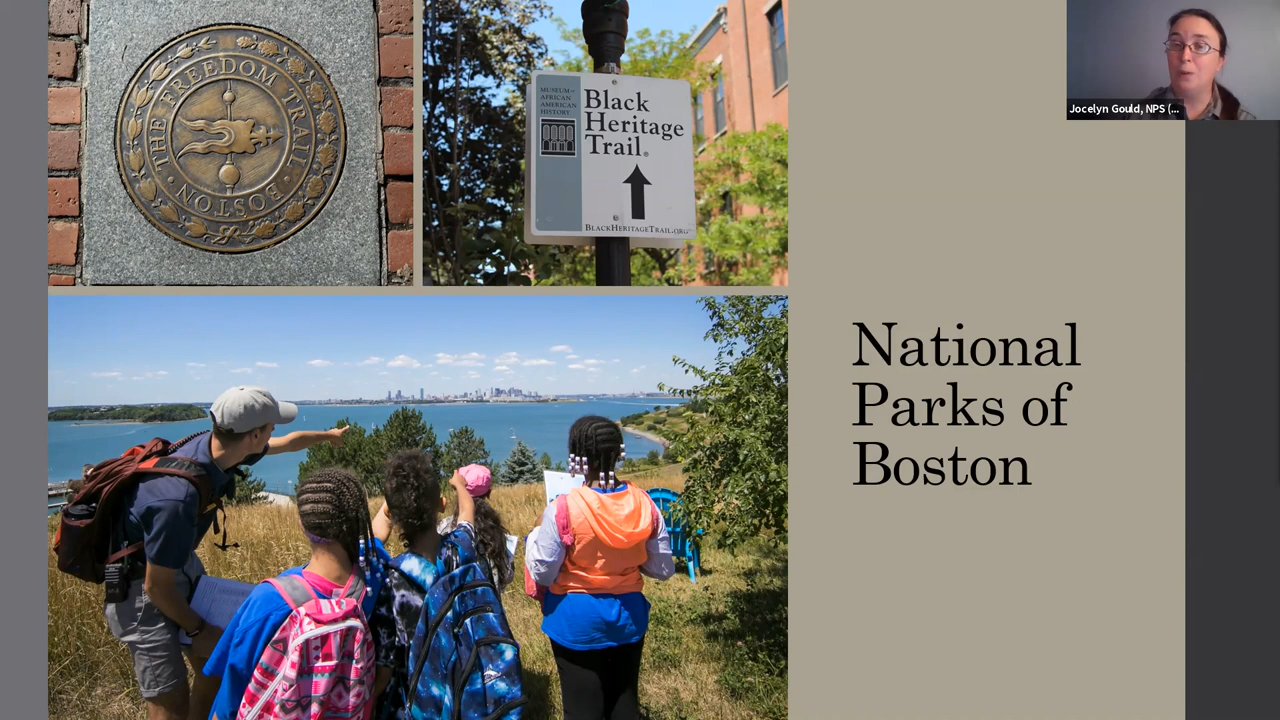 THE FREEDOM TRAIL · BOSTON ·
MUSEUM OF
AFRICAN
AMERICAN
HISTORY
Black
Heritage
Trail®
BLACKHERITAGETRAIL.ORG
Jocelyn Gould, NPS (...
National
Parks of
Boston